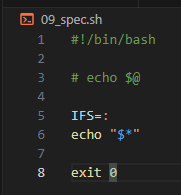 09_spec.sh
1 #!/bin/bash
2
3 # echo $@
4
5 IFS=:
6 echo "$*"
7
8 exit 0